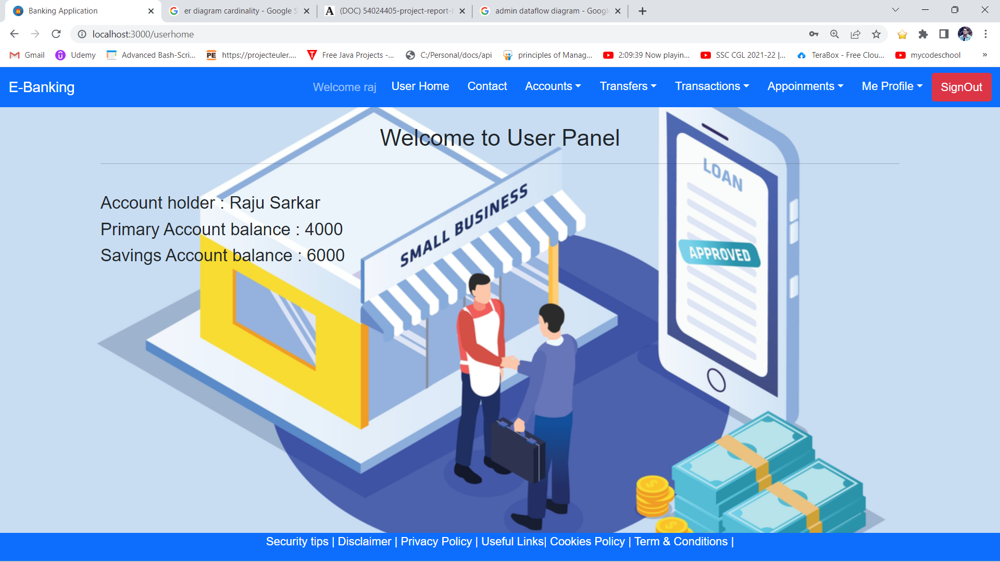 Banking Application
er diagram cardinality - Google S
(DOC) 54024405-project-report-
admin dataflow diagram - Google
localhost:3000/userhome
Gmail Udemy Advanced Bash-Scri... https://projecteuler.... Free Java Projects -... C:/Personal/docs/api principles of Manag... 2:09:39 Now playin... SSC CGL 2021-22 |... TeraBox - Free Clou... mycodeschool »
E-Banking Welcome raj User Home Contact Accounts Transfers Transactions Appoinments Me Profile SignOut
Welcome to User Panel
LOAN
Account holder : Raju Sarkar
Primary Account balance : 4000
Savings Account balance : 6000
SMALL BUSINESS
APPROVED
Security tips | Disclaimer | Privacy Policy | Useful Links| Cookies Policy | Term & Conditions |